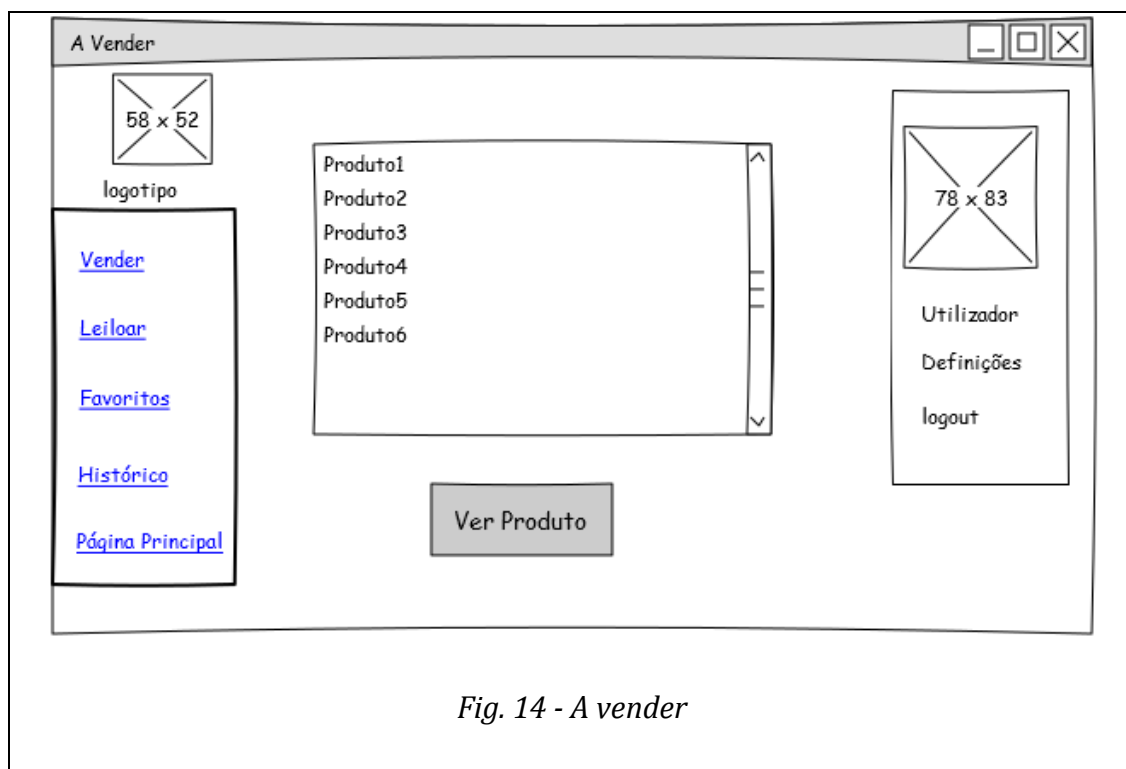 A Vender
58 x 52
logotipo
Vender
Leiloar
Favoritos
Histórico
Página Principal
Produto1
Produto2
Produto3
Produto4
Produto5
Produto6
Ver Produto
78 x 83
Utilizador
Definições
logout
Fig. 14 - A vender